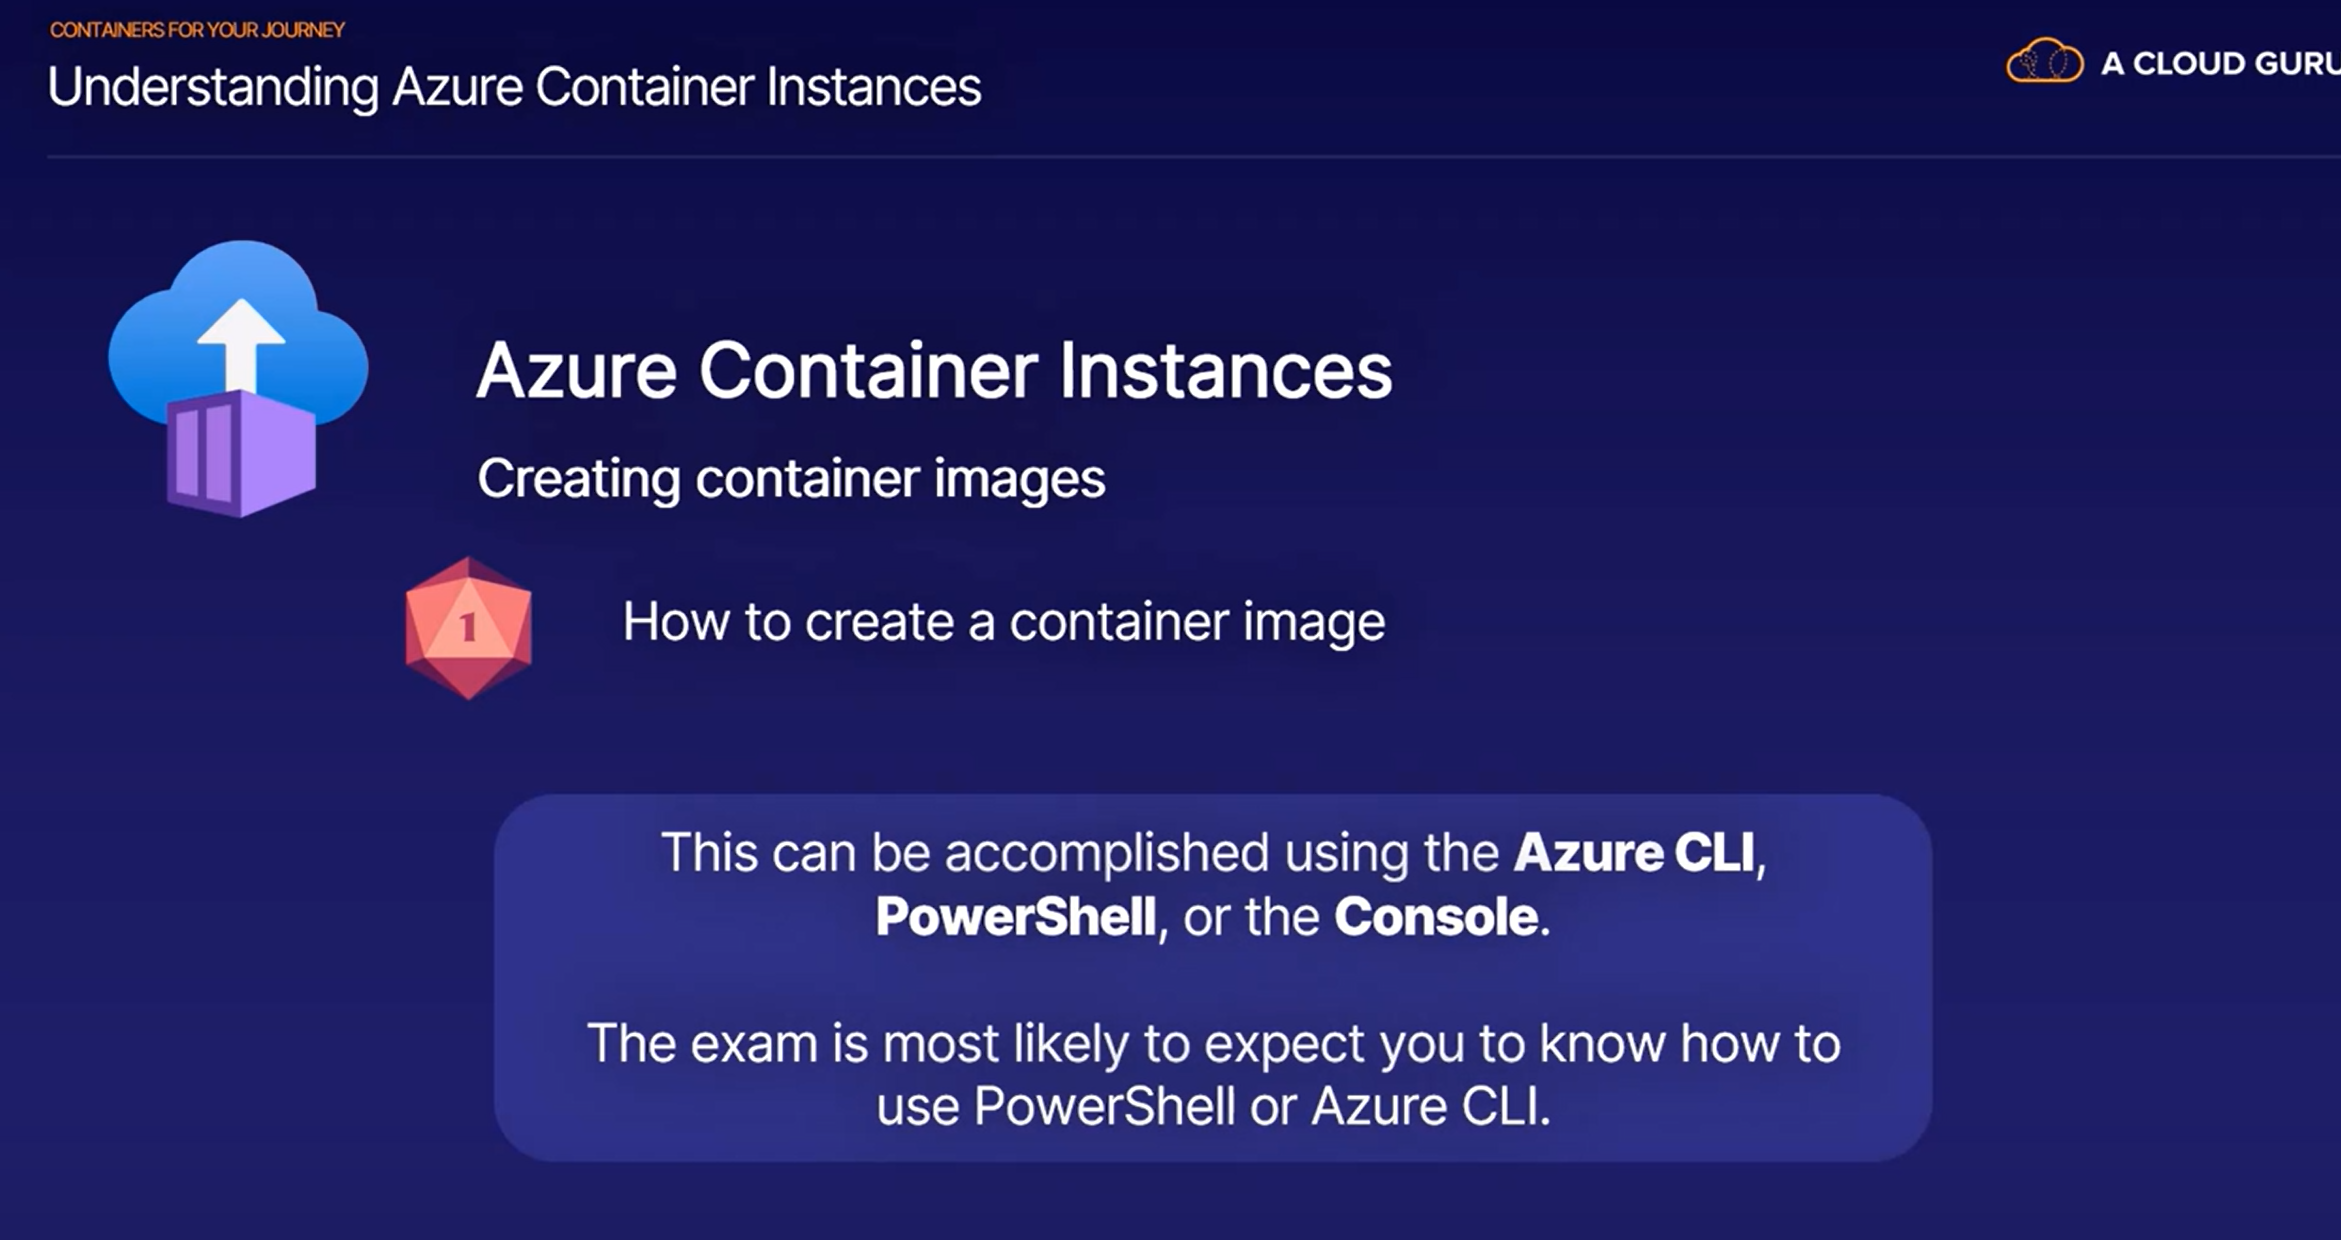 CONTAINERS FOR YOUR JOURNEY
Understanding Azure Container Instances
A CLOUD GURU
Azure Container Instances
Creating container images
1
How to create a container image
This can be accomplished using the Azure CLI,
PowerShell, or the Console.
The exam is most likely to expect you to know how to
use PowerShell or Azure CLI.